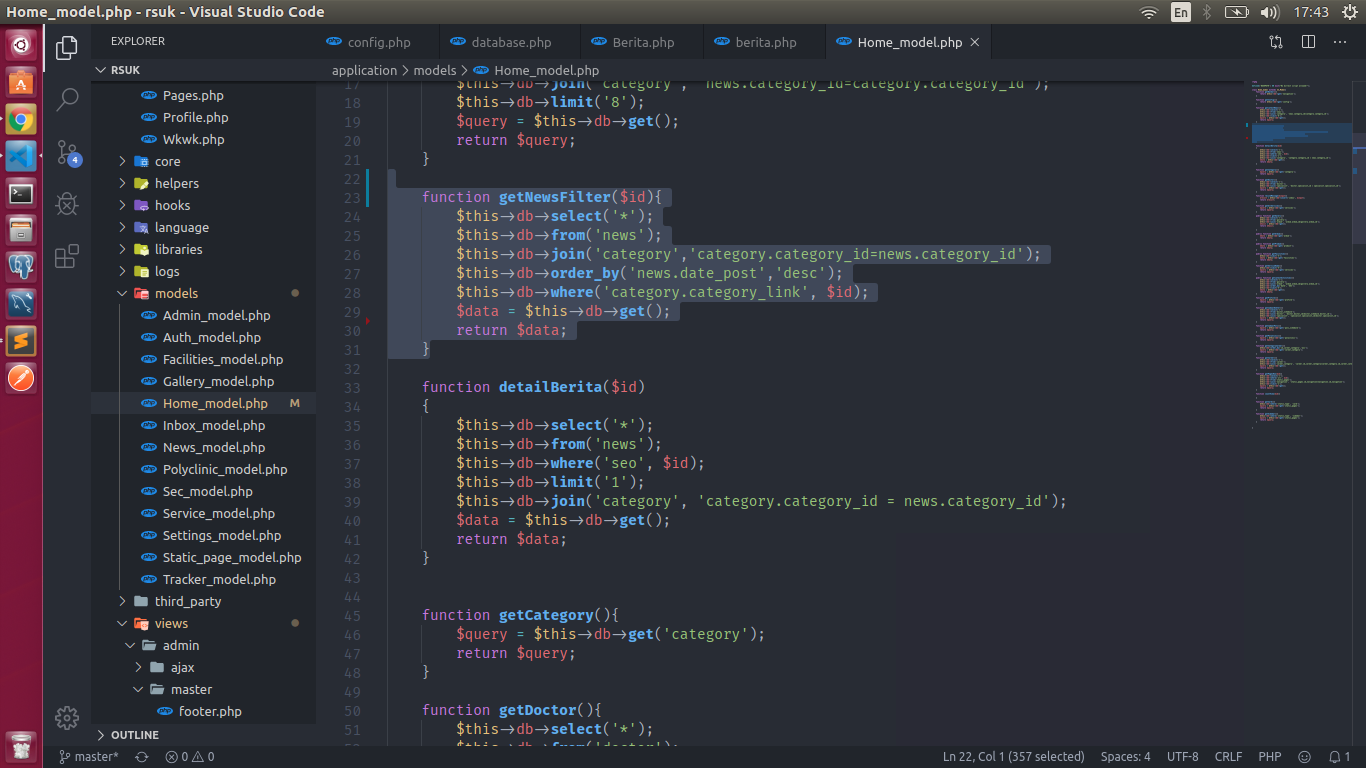 Home_model.php - rsuk - Visual Studio Code
En
17:43
EXPLORER
config.php
database.php
Berita.php
berita.php
Home_model.php
RSUK
application > models > Home_model.php
Pages.php
Profile.php
Wkwk.php
core
helpers
hooks
language
libraries
logs
models
Admin_model.php
Auth_model.php
Facilities_model.php
Gallery_model.php
Home_model.php M
Inbox_model.php
News_model.php
Polyclinic_model.php
Sec_model.php
Service_model.php
Settings_model.php
Static_page_model.php
Tracker_model.php
third_party
views
admin
ajax
master
footer.php
OUTLINE
4
17 $this->db->join('category', 'news.category_id=category.category_id');
18 $this->db->limit('8');
19 $query = $this->db->get();
20 return $query;
21 }
22
23 function getNewsFilter($id){
24 $this->db->select('*');
25 $this->db->from('news');
26 $this->db->join('category','category.category_id=news.category_id');
27 $this->db->order_by('news.date_post','desc');
28 $this->db->where('category.category_link', $id);
29 $data = $this->db->get();
30 return $data;
31 }
32
33 function detailBerita($id)
34 {
35 $this->db->select('*');
36 $this->db->from('news');
37 $this->db->where('seo', $id);
38 $this->db->limit('1');
39 $this->db->join('category', 'category.category_id = news.category_id');
40 $data = $this->db->get();
41 return $data;
42 }
43
44
45 function getCategory(){
46 $query = $this->db->get('category');
47 return $query;
48 }
49
50 function getDoctor(){
51 $this->db->select('*');
52 $this->db->from('doctor');
master*
0
0
Ln 22, Col 1 (357 selected)
Spaces: 4
UTF-8
CRLF
PHP
1